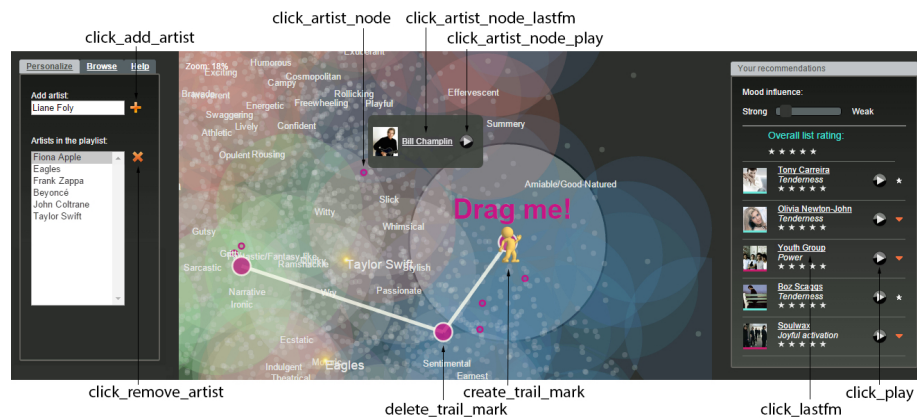 click_artist_node
click_artist_node_lastfm
click_add_artist
click_artist_node_play
Personalize Browse Help
Add artist:
Liane Foly
Artists in the playlist:
Fiona Apple
Eagles
Frank Zappa
Beyoncé
John Coltrane
Taylor Swift
Zoom: 18%
Exuberant
Humorous
Exciting
Cosmopolitan
Campy
Rollicking
Effervescent
Energetic
Freewheeling
Playful
Swaggering
Lively
Confident
Summery
Athletic
Bill Champlin
Opulent
Rousing
Amiable/Good-Natured
Slick
Witty
Drag me!
Whimsical
Gutsy
Ramshackle
Taylor Swift
Stylish
Sarcastic
Narrative
Wry
Passionate
Ironic
Ecstatic
Eagles
Sentimental
Indulgent
Theatrical
Earnest
Your recommendations
Mood influence:
Strong Weak
Overall list rating:
Tony Carreira
Tenderness
Olivia Newton-John
Tenderness
Youth Group
Power
Boz Scaggs
Tenderness
Soulwax
Joyful activation
click_remove_artist
delete_trail_mark
create_trail_mark
click_lastfm
click_play